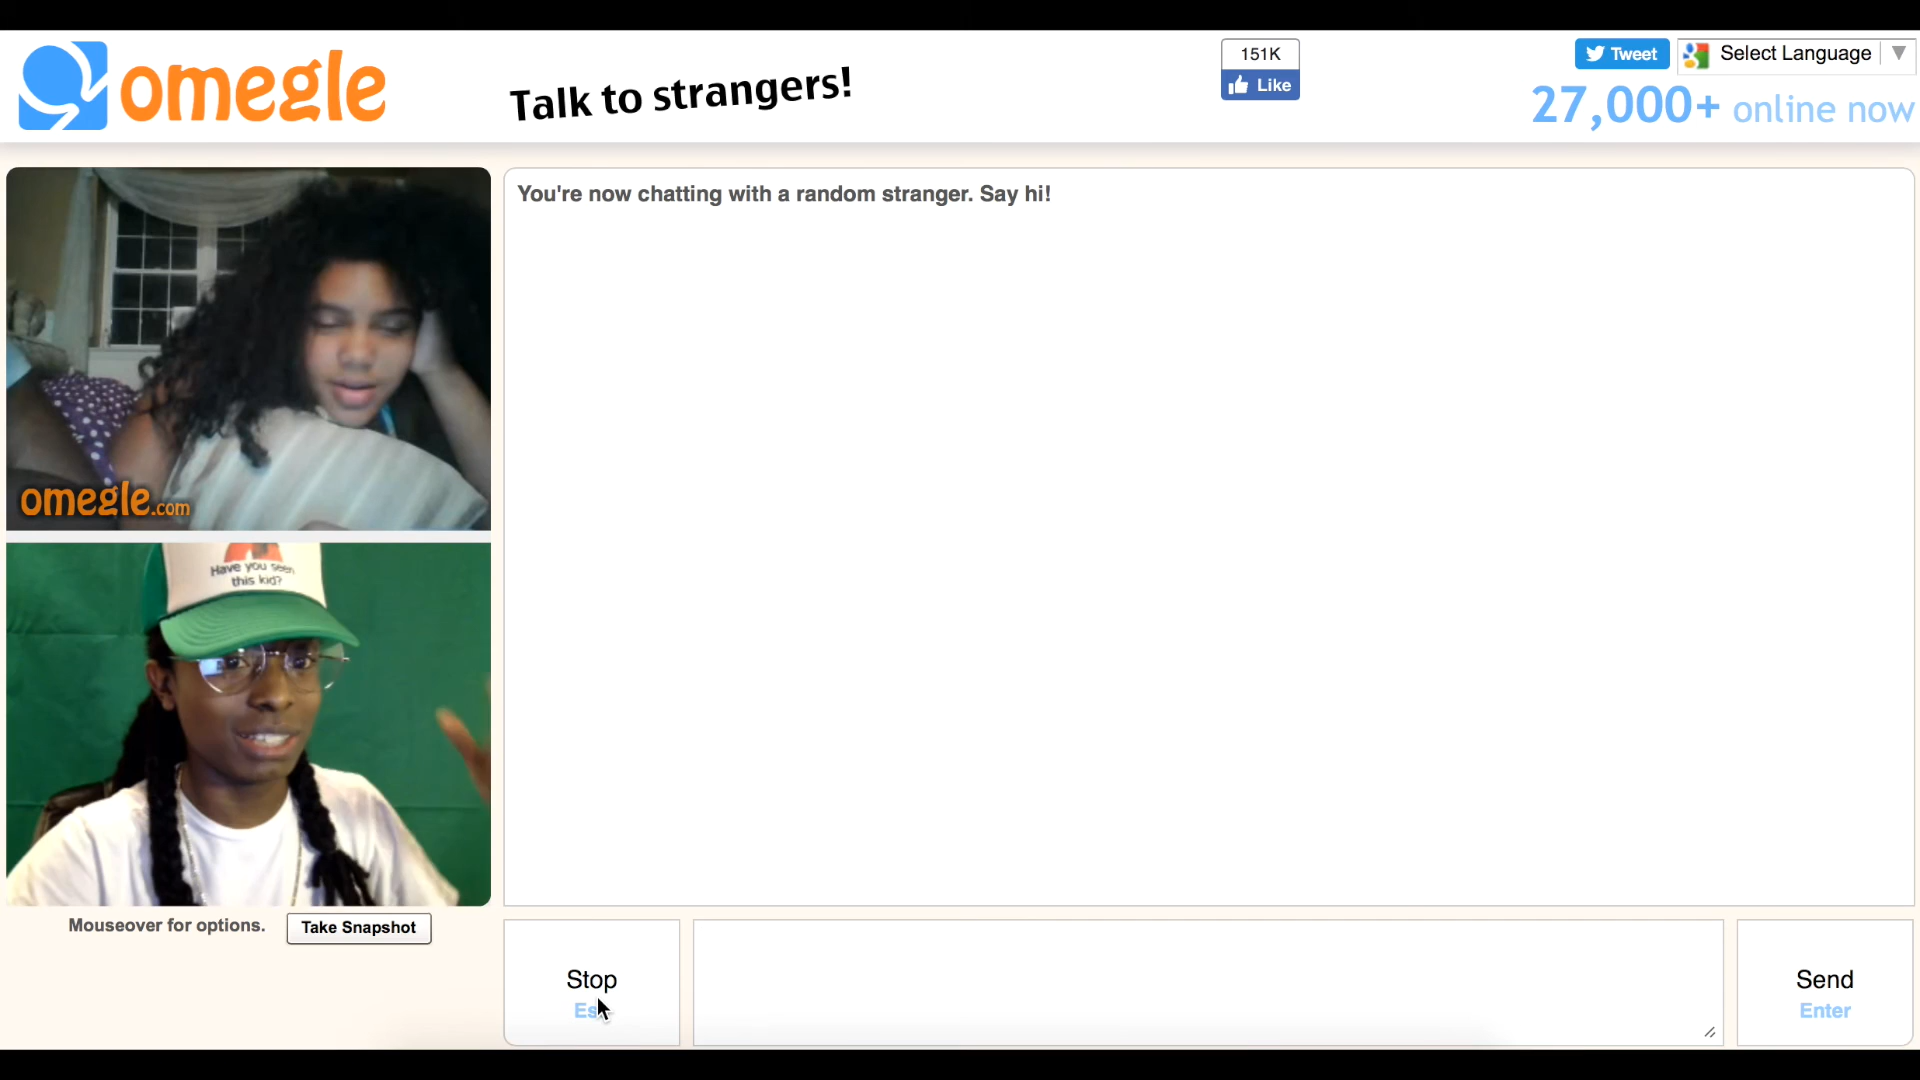 omegle
Talk to strangers!
151K
Like
Tweet
Select Language
27,000+ online now
You're now chatting with a random stranger. Say hi!
omegle.com
Have you seen
this kid?
Mouseover for options.
Take Snapshot
Stop
Es
Send
Enter